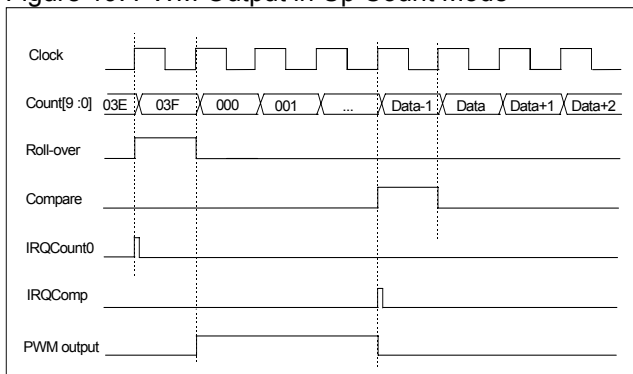 Figure 10. PWM Output in Up-Count Mode
Clock
Count[9 :0] 03E 03F 000 001 ... Data-1 Data Data+1 Data+2
Roll-over
Compare
IRQCount0
IRQComp
PWM output